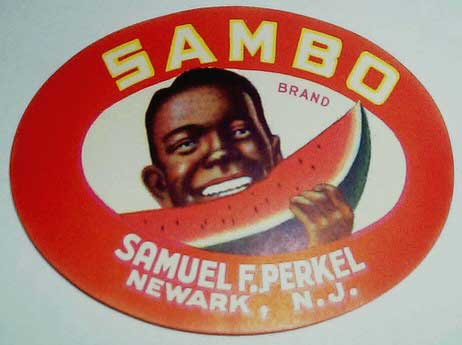 SAMBO
BRAND
SAMUEL F. PERKEL
NEWARK, N. J.